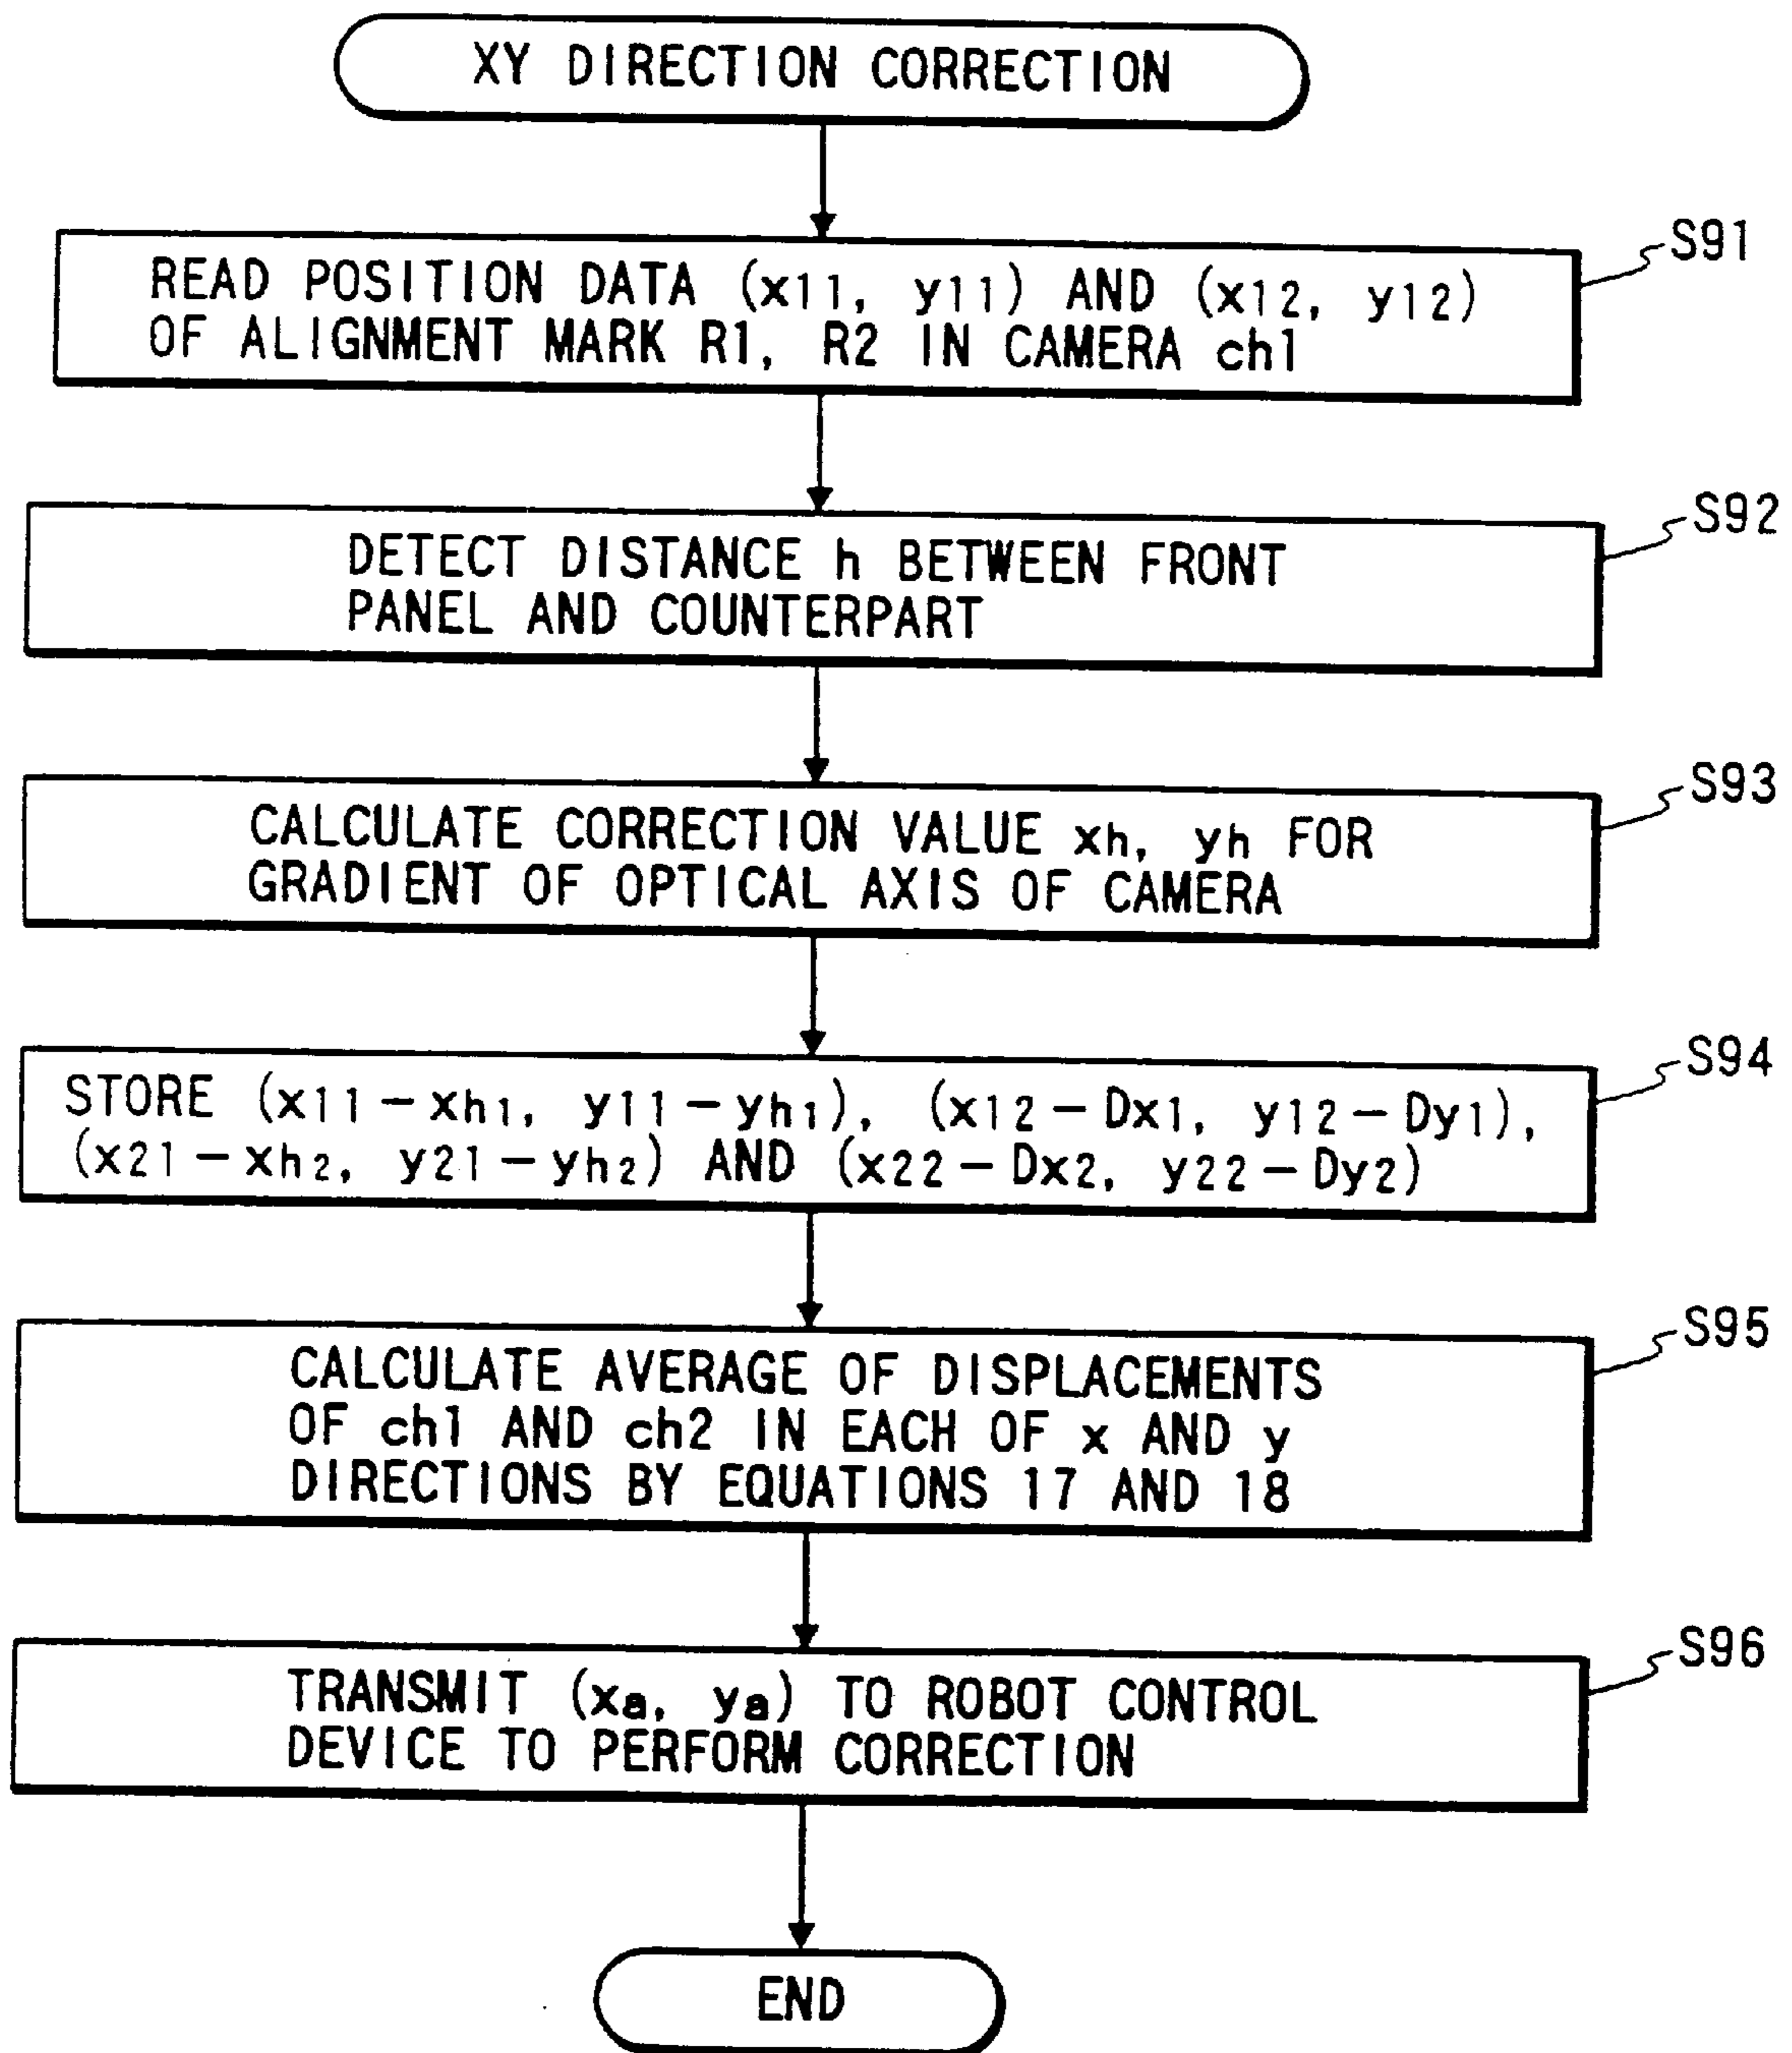 XY DIRECTION CORRECTION
S91
READ POSITION DATA (x11, y11) AND (x12, y12)
OF ALIGNMENT MARK R1, R2 IN CAMERA ch1
S92
DETECT DISTANCE h BETWEEN FRONT
PANEL AND COUNTERPART
S93
CALCULATE CORRECTION VALUE xh, yh FOR
GRADIENT OF OPTICAL AXIS OF CAMERA
S94
STORE (x11-xh1, y11-yh1), (x12-Dx1, y12-Dy1),
(x21-xh2, y21-yh2) AND (x22-Dx2, y22-Dy2)
S95
CALCULATE AVERAGE OF DISPLACEMENTS
OF ch1 AND ch2 IN EACH OF x AND y
DIRECTIONS BY EQUATIONS 17 AND 18
S96
TRANSMIT (xa, ya) TO ROBOT CONTROL
DEVICE TO PERFORM CORRECTION
END